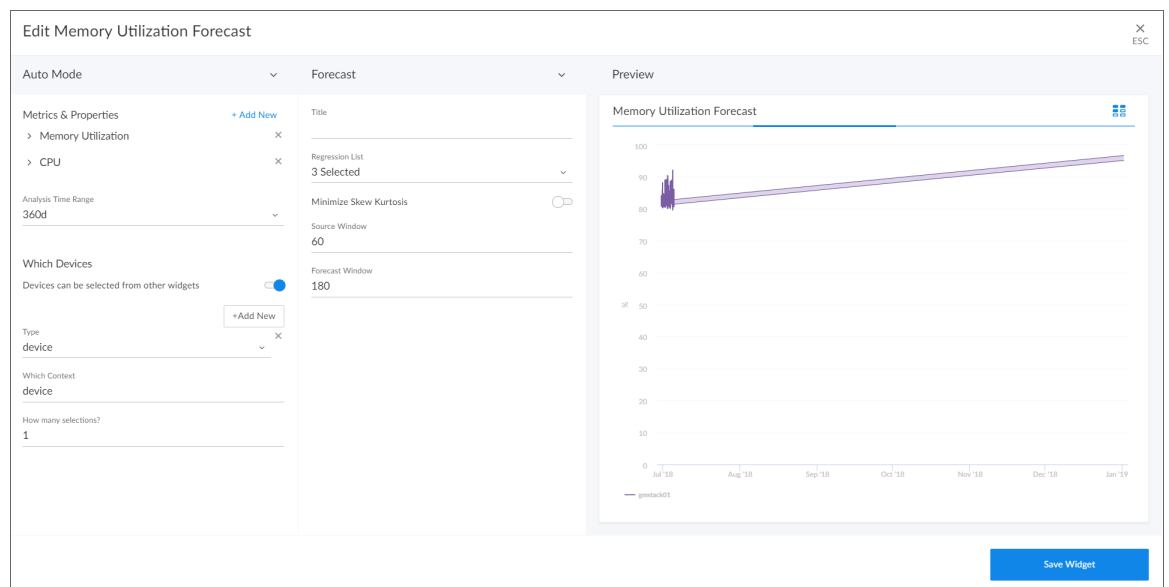 Edit Memory Utilization Forecast
ESC
Auto Mode
Metrics & Properties + Add New
Memory Utilization
CPU
Analysis Time Range
360d
Which Devices
Devices can be selected from other widgets
+Add New
Type
device
Which Context
device
How many selections?
1
Forecast
Title
Regression List
3 Selected
Minimize Skew Kurtosis
Source Window
60
Forecast Window
180
Preview
Memory Utilization Forecast
100
90
80
70
60
%
50
40
30
20
10
0
Jul '18 Aug '18 Sep '18 Oct '18 Nov '18 Dec '18 Jan '19
Save Widget